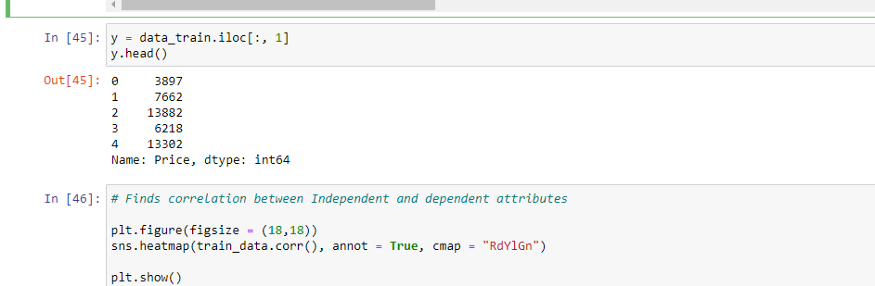 In [45]: y = data_train.iloc[:, 1]
y.head()
Out[45]: 0 3897
1 7662
2 13882
3 6218
4 13302
Name: Price, dtype: int64
In [46]: # Finds correlation between Independent and dependent attributes
plt.figure(figsize = (18,18))
sns.heatmap(train_data.corr(), annot = True, cmap = "RdYlGn")
plt.show()